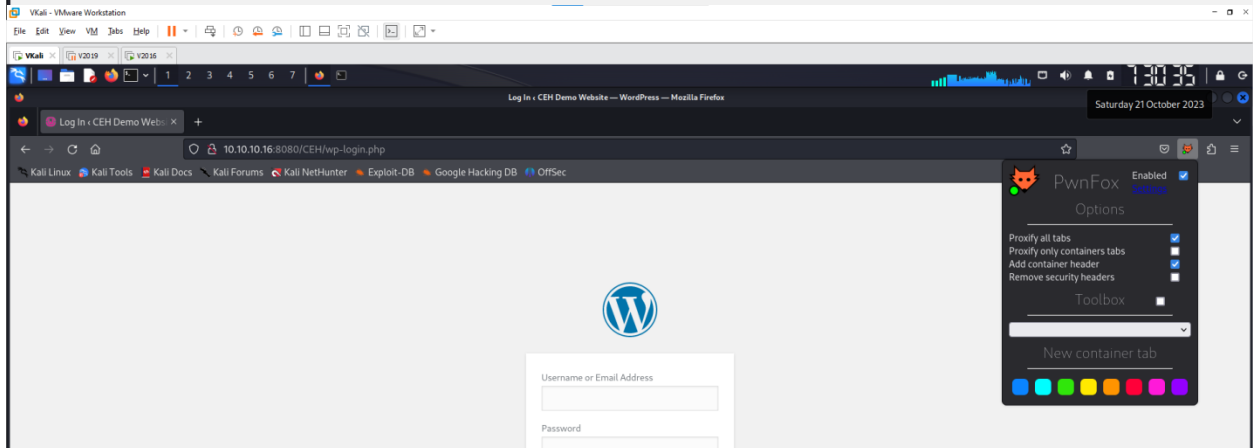 VKali - VMware Workstation
File Edit View VM Tabs Help
VKali V2019 V2016
1 2 3 4 5 6 7
13035
Log In ‹ CEH Demo Website — WordPress — Mozilla Firefox
Saturday 21 October 2023
Log In ‹ CEH Demo Webs
10.10.10.16:8080/CEH/wp-login.php
Kali Linux Kali Tools Kali Docs Kali Forums Kali NetHunter Exploit-DB Google Hacking DB OffSec
PwnFox Enabled
Settings
Options
Proxify all tabs
Proxify only containers tabs
Add container header
Remove security headers
Toolbox
New container tab
Username or Email Address
Password